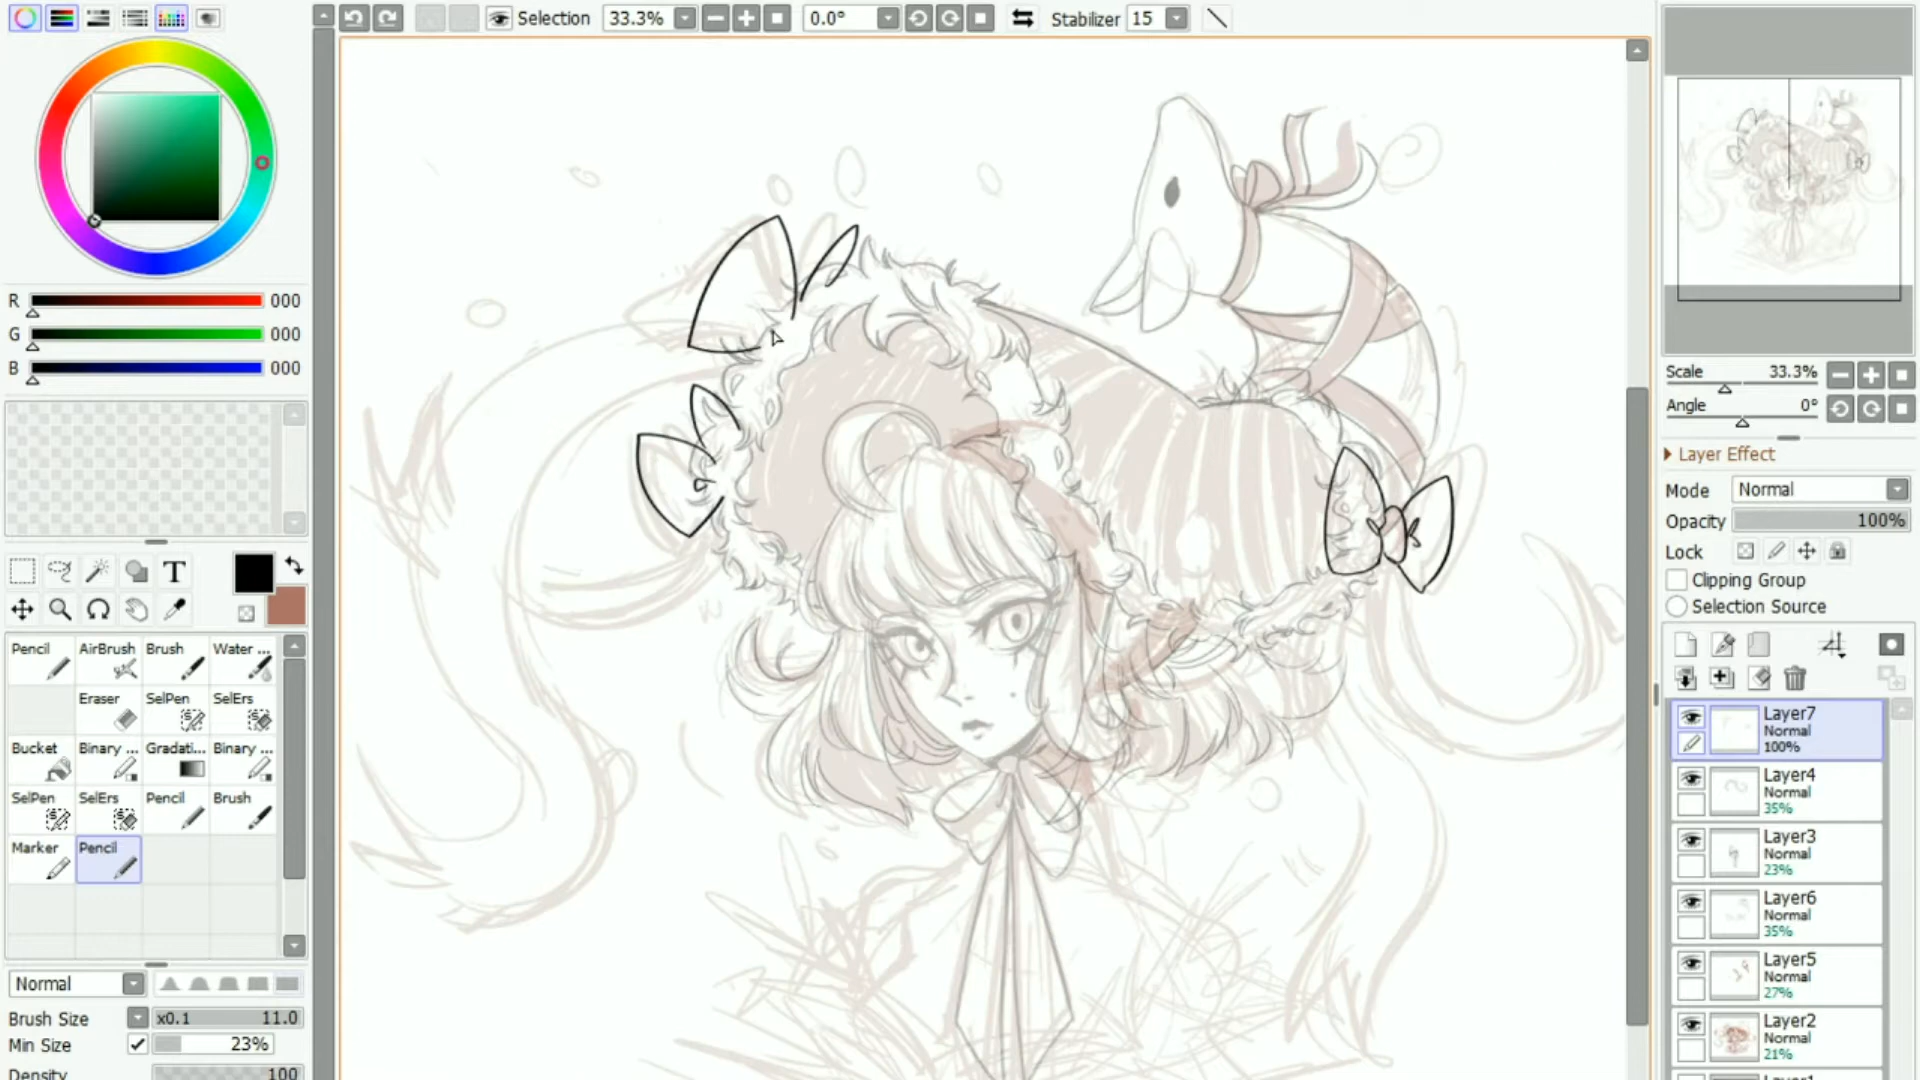 Selection 33.3% 0.0° Stabilizer 15
R 000
G 000
B 000
T
Pencil AirBrush Brush Water ...
Eraser SelPen SelErs
Bucket Binary ... Gradati... Binary ...
SelPen SelErs Pencil Brush
Marker Pencil
Normal
Brush Size x0.1 11.0
Min Size 23%
Density 100
Scale 33.3%
Angle 0°
Layer Effect
Mode Normal
Opacity 100%
Lock
Clipping Group
Selection Source
Layer7
Normal
100%
Layer4
Normal
35%
Layer3
Normal
23%
Layer6
Normal
35%
Layer5
Normal
27%
Layer2
Normal
21%
Layer1